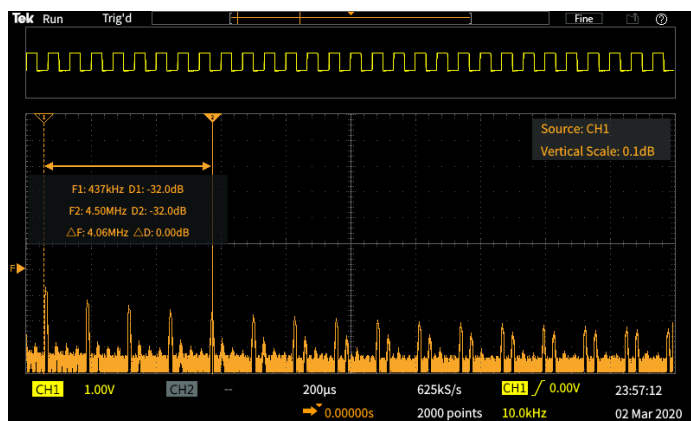 Tek Run Trig'd Fine
1
2
Source: CH1
Vertical Scale: 0.1dB
F1: 437kHz D1: -32.0dB
F2: 4.50MHz D2: -32.0dB
△F: 4.06MHz △D: 0.00dB
F
CH1 1.00V CH2 -- 200μs 625kS/s CH1 0.00V 23:57:12
0.00000s 2000 points 10.0kHz 02 Mar 2020